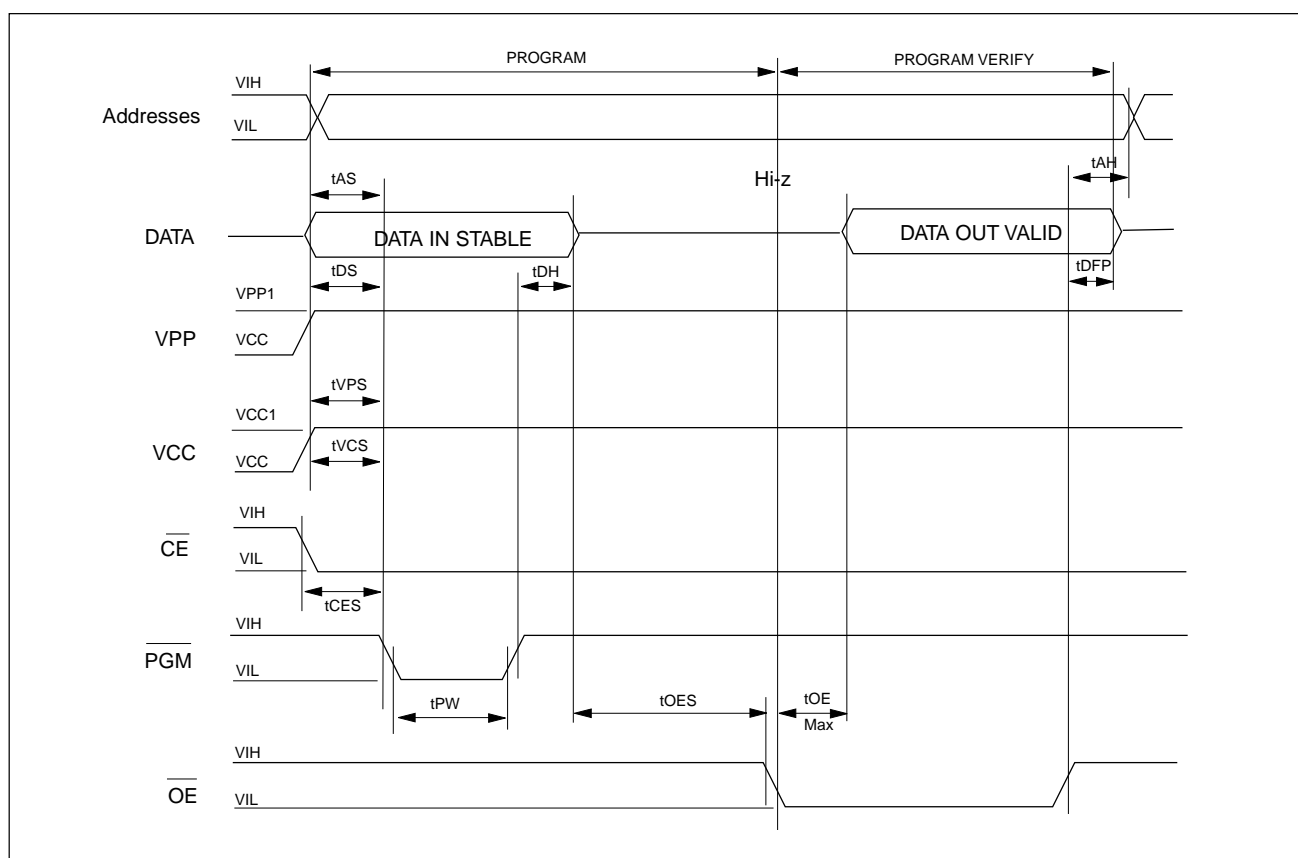 PROGRAM
PROGRAM VERIFY
VIH
Addresses
VIL
tAS
Hi-z
tAH
DATA
DATA IN STABLE
DATA OUT VALID
tDS
tDH
tDFP
VPP1
VPP
VCC
tVPS
VCC1
VCC
VCC
tVCS
VIH
CE
VIL
tCES
VIH
PGM
VIL
tPW
tOES
tOE
Max
VIH
OE
VIL